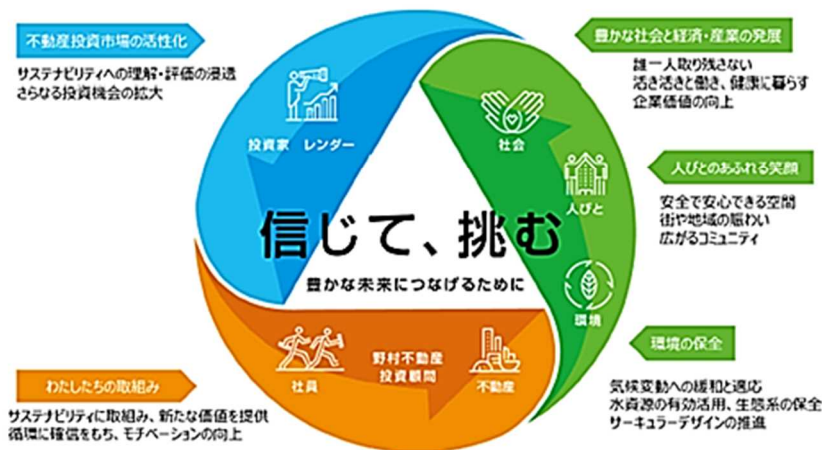 不動産投資市場の活性化
サステナビリティへの理解・評価の浸透
さらなる投資機会の拡大
投資家 レンダー
豊かな社会と経済・産業の発展
誰一人取り残さない
活き活きと働き、健康に暮らす
企業価値の向上
社会
人びとのあふれる笑顔
安全で安心できる空間
街や地域の賑わい
広がるコミュニティ
人びと
信じて、挑む
豊かな未来につなげるために
環境
環境の保全
気候変動への緩和と適応
水資源の有効活用、生態系の保全
サーキュラーデザインの推進
社員
野村不動産
投資顧問
不動産
わたしたちの取組み
サステナビリティに取組み、新たな価値を提供
循環に確信をもち、モチベーションの向上